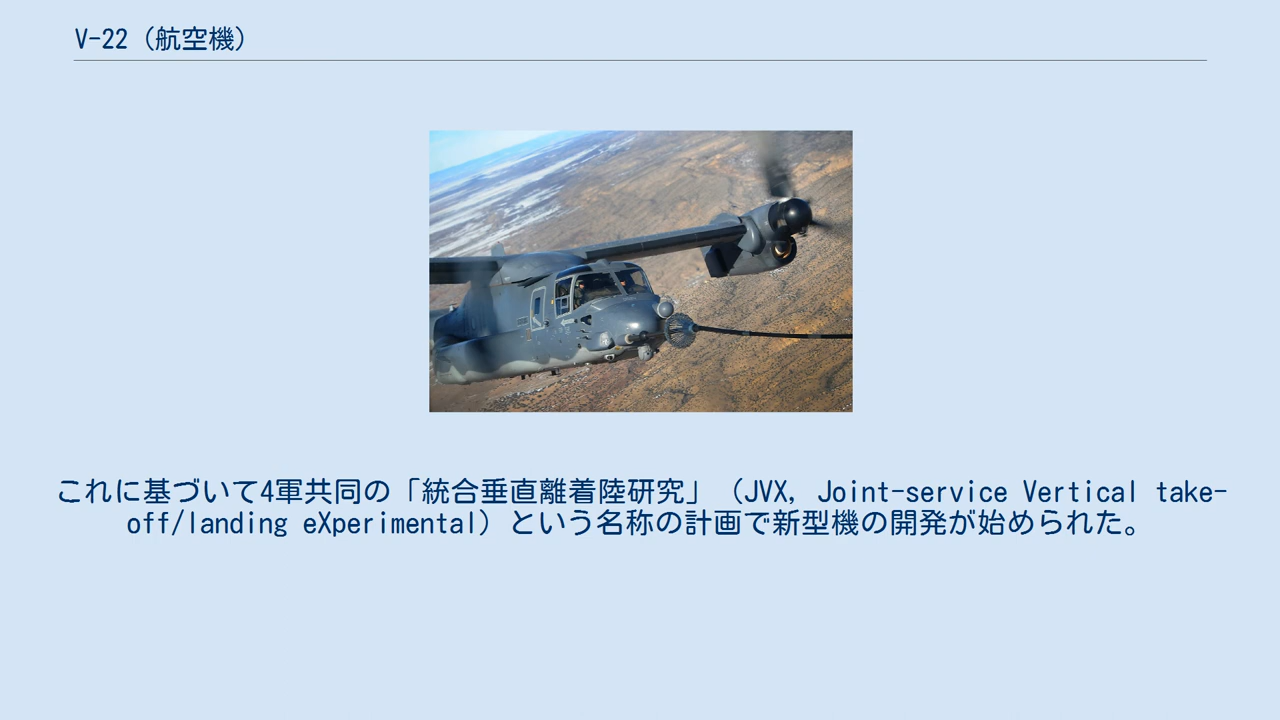 V-22（航空機）
これに基づいて4軍共同の「統合垂直離着陸研究」（JVX, Joint-service Vertical take-
off/landing eXperimental）という名称の計画で新型機の開発が始められた。